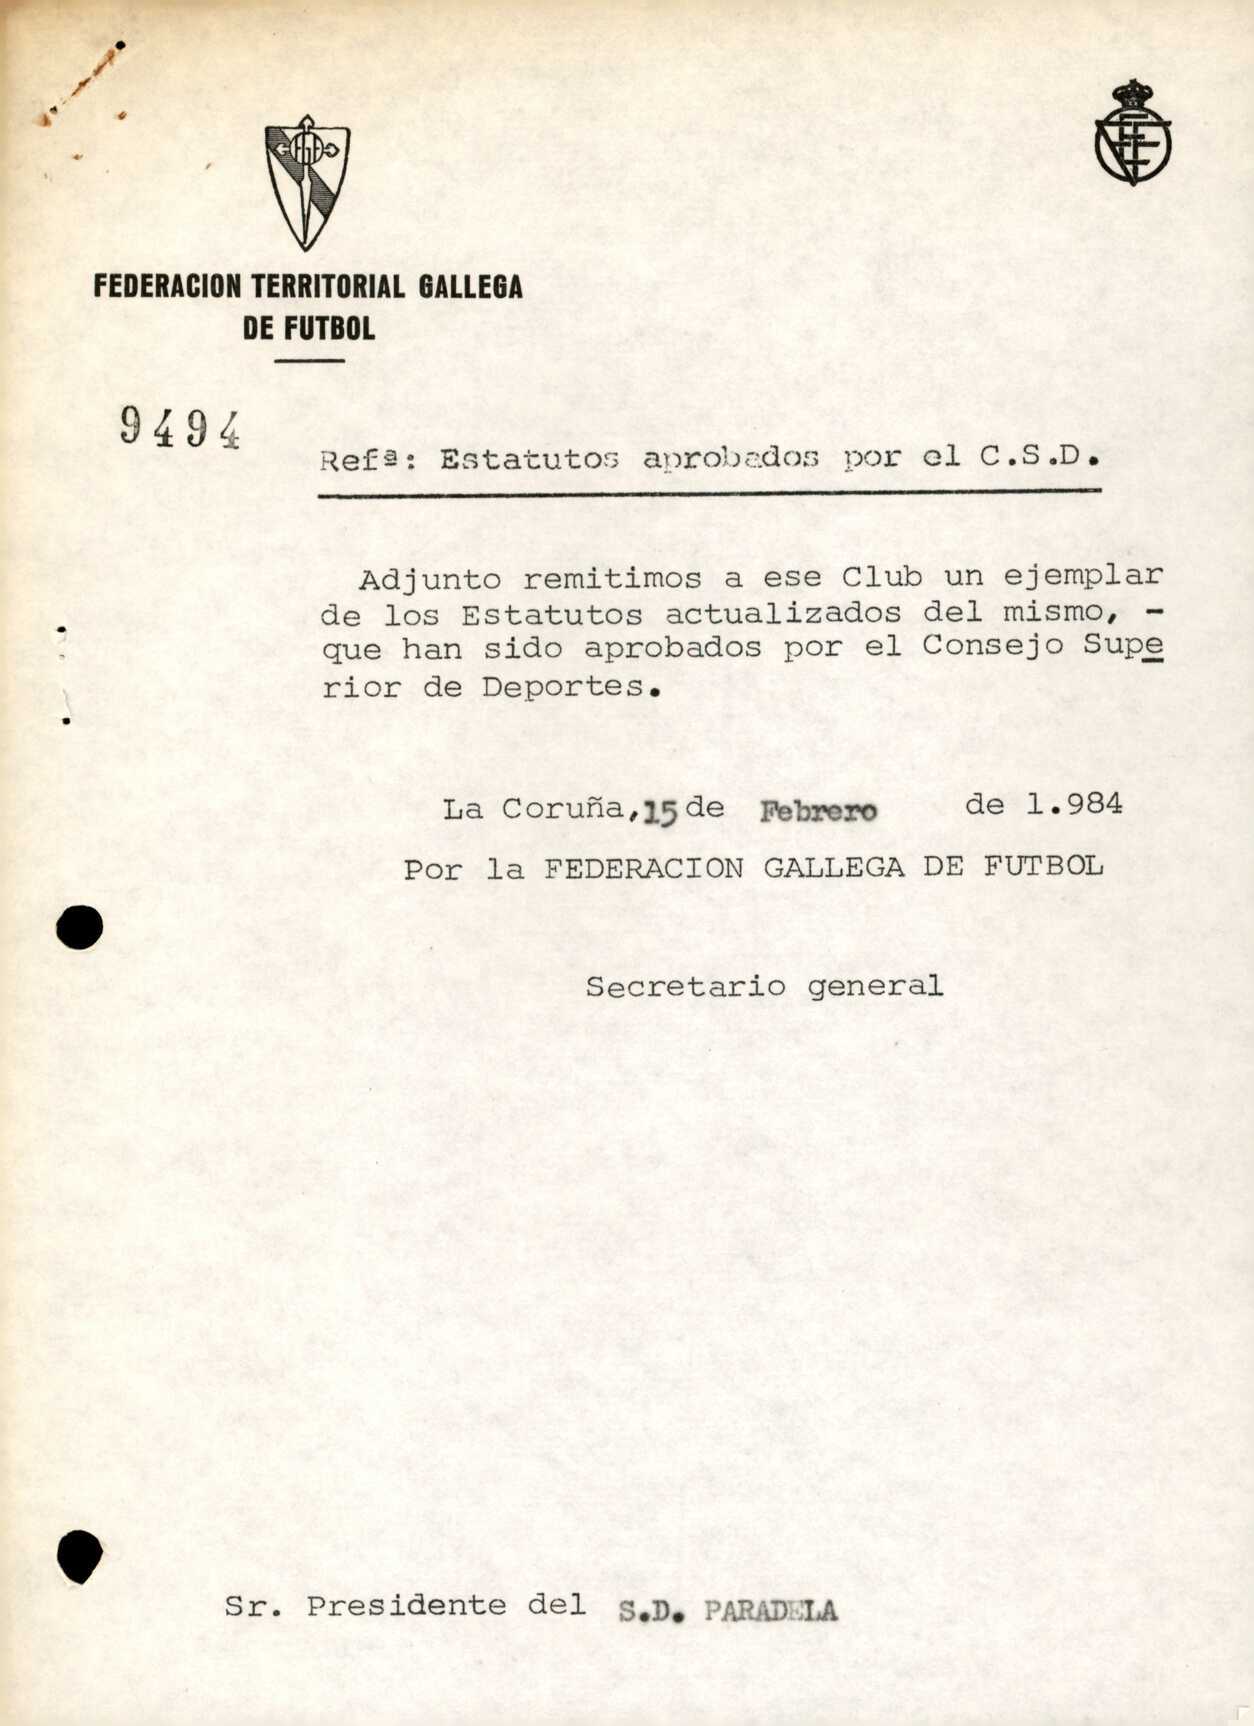 FEDERACION TERRITORIAL GALLEGA
DE FUTBOL
9494
Refª: Estatutos aprobados por el C.S.D.
Adjunto remitimos a ese Club un ejemplar
de los Estatutos actualizados del mismo, -
que han sido aprobados por el Consejo Supe
rior de Deportes.
La Coruña, 15 de Febrero de 1.984
Por la FEDERACION GALLEGA DE FUTBOL
Secretario general
Sr. Presidente del S.D. PARADELA